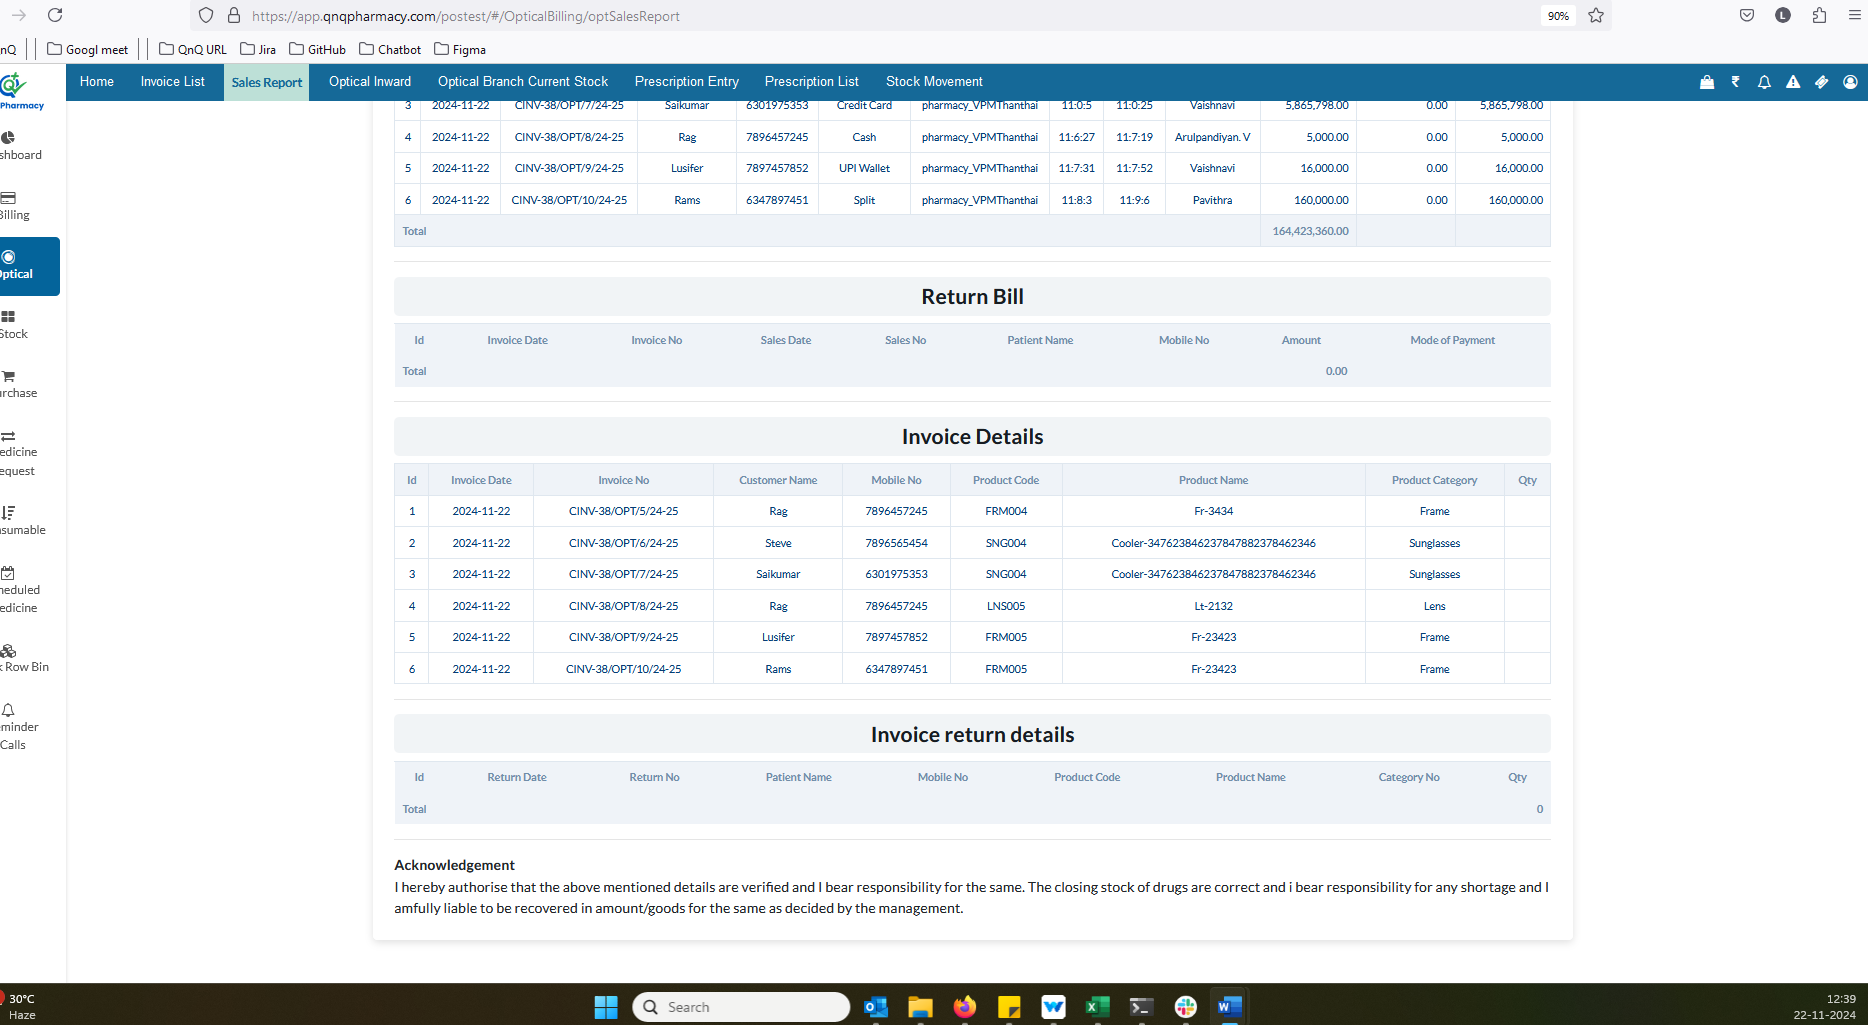 https://app.qnqpharmacy.com/postest/#/OpticalBilling/optSalesReport
90%
L
nQ
Googl meet
QnQ URL
Jira
GitHub
Chatbot
Figma
Pharmacy
Home
Invoice List
Sales Report
Optical Inward
Optical Branch Current Stock
Prescription Entry
Prescription List
Stock Movement
shboard
Billing
Optical
Stock
urchase
edicine
equest
nsumable
heduled
edicine
k Row Bin
eminder
Calls
3 2024-11-22 CINV-38/OPT/7/24-25 Saikumar 6301975353 Credit Card pharmacy_VPMThanthai 11:0:5 11:0:25 Vaishnavi 5,865,798.00 0.00 5,865,798.00
4 2024-11-22 CINV-38/OPT/8/24-25 Rag 7896457245 Cash pharmacy_VPMThanthai 11:6:27 11:7:19 Arulpandiyan. V 5,000.00 0.00 5,000.00
5 2024-11-22 CINV-38/OPT/9/24-25 Lusifer 7897457852 UPI Wallet pharmacy_VPMThanthai 11:7:31 11:7:52 Vaishnavi 16,000.00 0.00 16,000.00
6 2024-11-22 CINV-38/OPT/10/24-25 Rams 6347897451 Split pharmacy_VPMThanthai 11:8:3 11:9:6 Pavithra 160,000.00 0.00 160,000.00
Total 164,423,360.00
Return Bill
Id Invoice Date Invoice No Sales Date Sales No Patient Name Mobile No Amount Mode of Payment
Total 0.00
Invoice Details
Id Invoice Date Invoice No Customer Name Mobile No Product Code Product Name Product Category Qty
1 2024-11-22 CINV-38/OPT/5/24-25 Rag 7896457245 FRM004 Fr-3434 Frame
2 2024-11-22 CINV-38/OPT/6/24-25 Steve 7896565454 SNG004 Cooler-347623846237847882378462346 Sunglasses
3 2024-11-22 CINV-38/OPT/7/24-25 Saikumar 6301975353 SNG004 Cooler-347623846237847882378462346 Sunglasses
4 2024-11-22 CINV-38/OPT/8/24-25 Rag 7896457245 LNS005 Lt-2132 Lens
5 2024-11-22 CINV-38/OPT/9/24-25 Lusifer 7897457852 FRM005 Fr-23423 Frame
6 2024-11-22 CINV-38/OPT/10/24-25 Rams 6347897451 FRM005 Fr-23423 Frame
Invoice return details
Id Return Date Return No Patient Name Mobile No Product Code Product Name Category No Qty
Total 0
Acknowledgement
I hereby authorise that the above mentioned details are verified and I bear responsibility for the same. The closing stock of drugs are correct and i bear responsibility for any shortage and I
amfully liable to be recovered in amount/goods for the same as decided by the management.
30°C
Haze
Search
12:39
22-11-2024